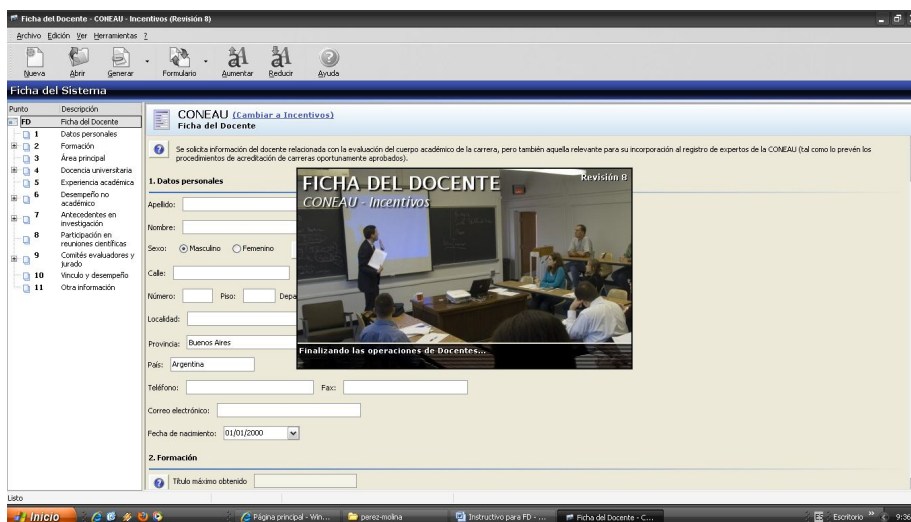 Ficha del Docente - CONEAU - Incentivos (Revisión 8)
Archivo Edición Ver Herramientas ?
Nueva Abrir Generar Formulario Aumentar Reducir Ayuda
Ficha del Sistema
Punto Descripción
FD Ficha del Docente
1 Datos personales
2 Formación
3 Área principal
4 Docencia universitaria
5 Experiencia académica
6 Desempeño no
académico
7 Antecedentes en
investigación
8 Participación en
reuniones científicas
9 Comités evaluadores y
jurado
10 Vínculo y desempeño
11 Otra información
CONEAU (Cambiar a Incentivos)
Ficha del Docente
Se solicita información del docente relacionada con la evaluación del cuerpo académico de la carrera, pero también aquella relevante para su incorporación al registro de expertos de la CONEAU (tal como lo prevén los
procedimientos de acreditación de carreras oportunamente aprobados).
1. Datos personales
Apellido:
Nombre:
Sexo: Masculino Femenino
Calle:
Número: Piso: Depa
Localidad:
Provincia: Buenos Aires
País: Argentina
Teléfono: Fax:
Correo electrónico:
Fecha de nacimiento: 01/01/2000
2. Formación
Título máximo obtenido
FICHA DEL DOCENTE Revisión 8
CONEAU - Incentivos
Finalizando las operaciones de Docentes...
Listo
Inicio Página principal - Win... perez-molina Instructivo para FD - ... Ficha del Docente - C... ES Escritorio » 9:36